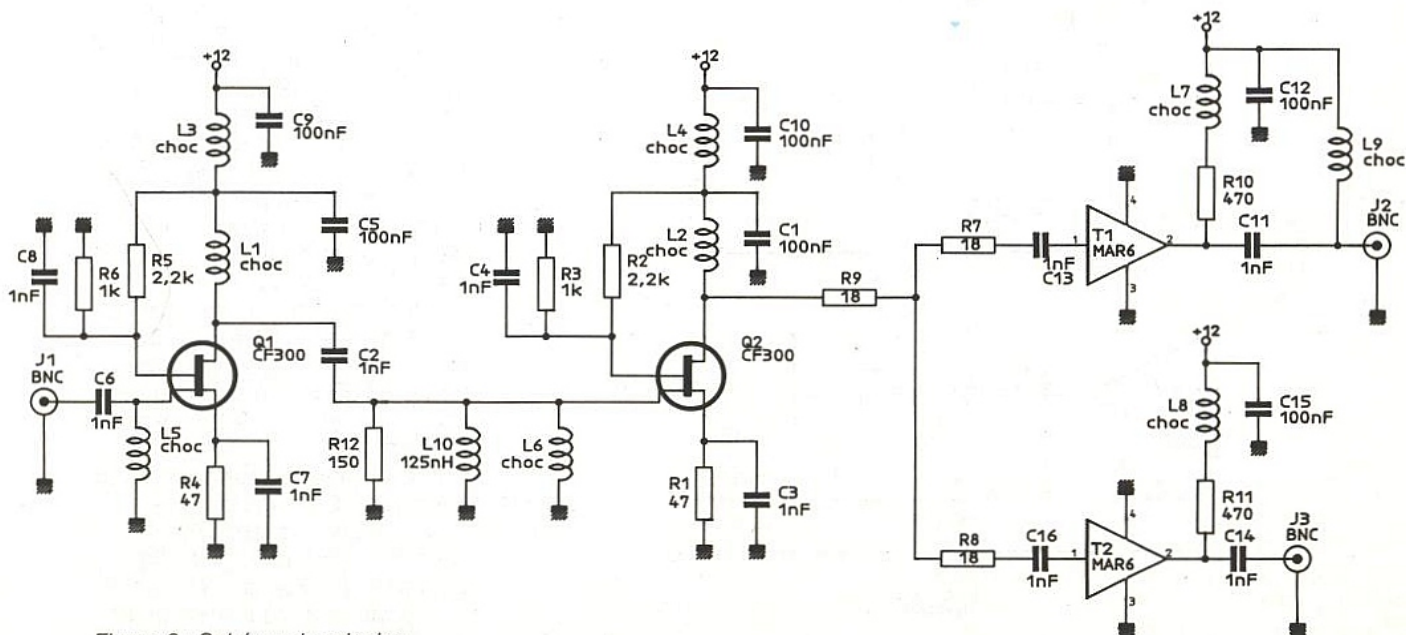 +12
L3
choc
C9
100nF
C8
1nF
R6
1k
R5
2,2k
L1
choc
C5
100nF
Q1
CF300
J1
BNC
C6
1nF
L5
choc
R4
47
C7
1nF
C2
1nF
R12
150
L10
125nH
L6
choc
+12
L4
choc
C10
100nF
C4
1nF
R3
1k
R2
2,2k
L2
choc
C1
100nF
Q2
CF300
R1
47
C3
1nF
R9
18
R7
18
1nF
C13
1
T1
MAR6
2
4
3
+12
L7
choc
C12
100nF
R10
470
C11
1nF
L9
choc
J2
BNC
R8
18
C16
1nF
1
T2
MAR6
2
4
3
+12
L8
choc
C15
100nF
R11
470
C14
1nF
J3
BNC
Figure